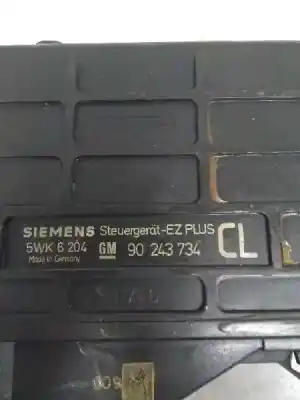 SIEMENS Steuergerät-EZ PLUS
5WK 6 204 GM 90 243 734 CL
Made in Germany